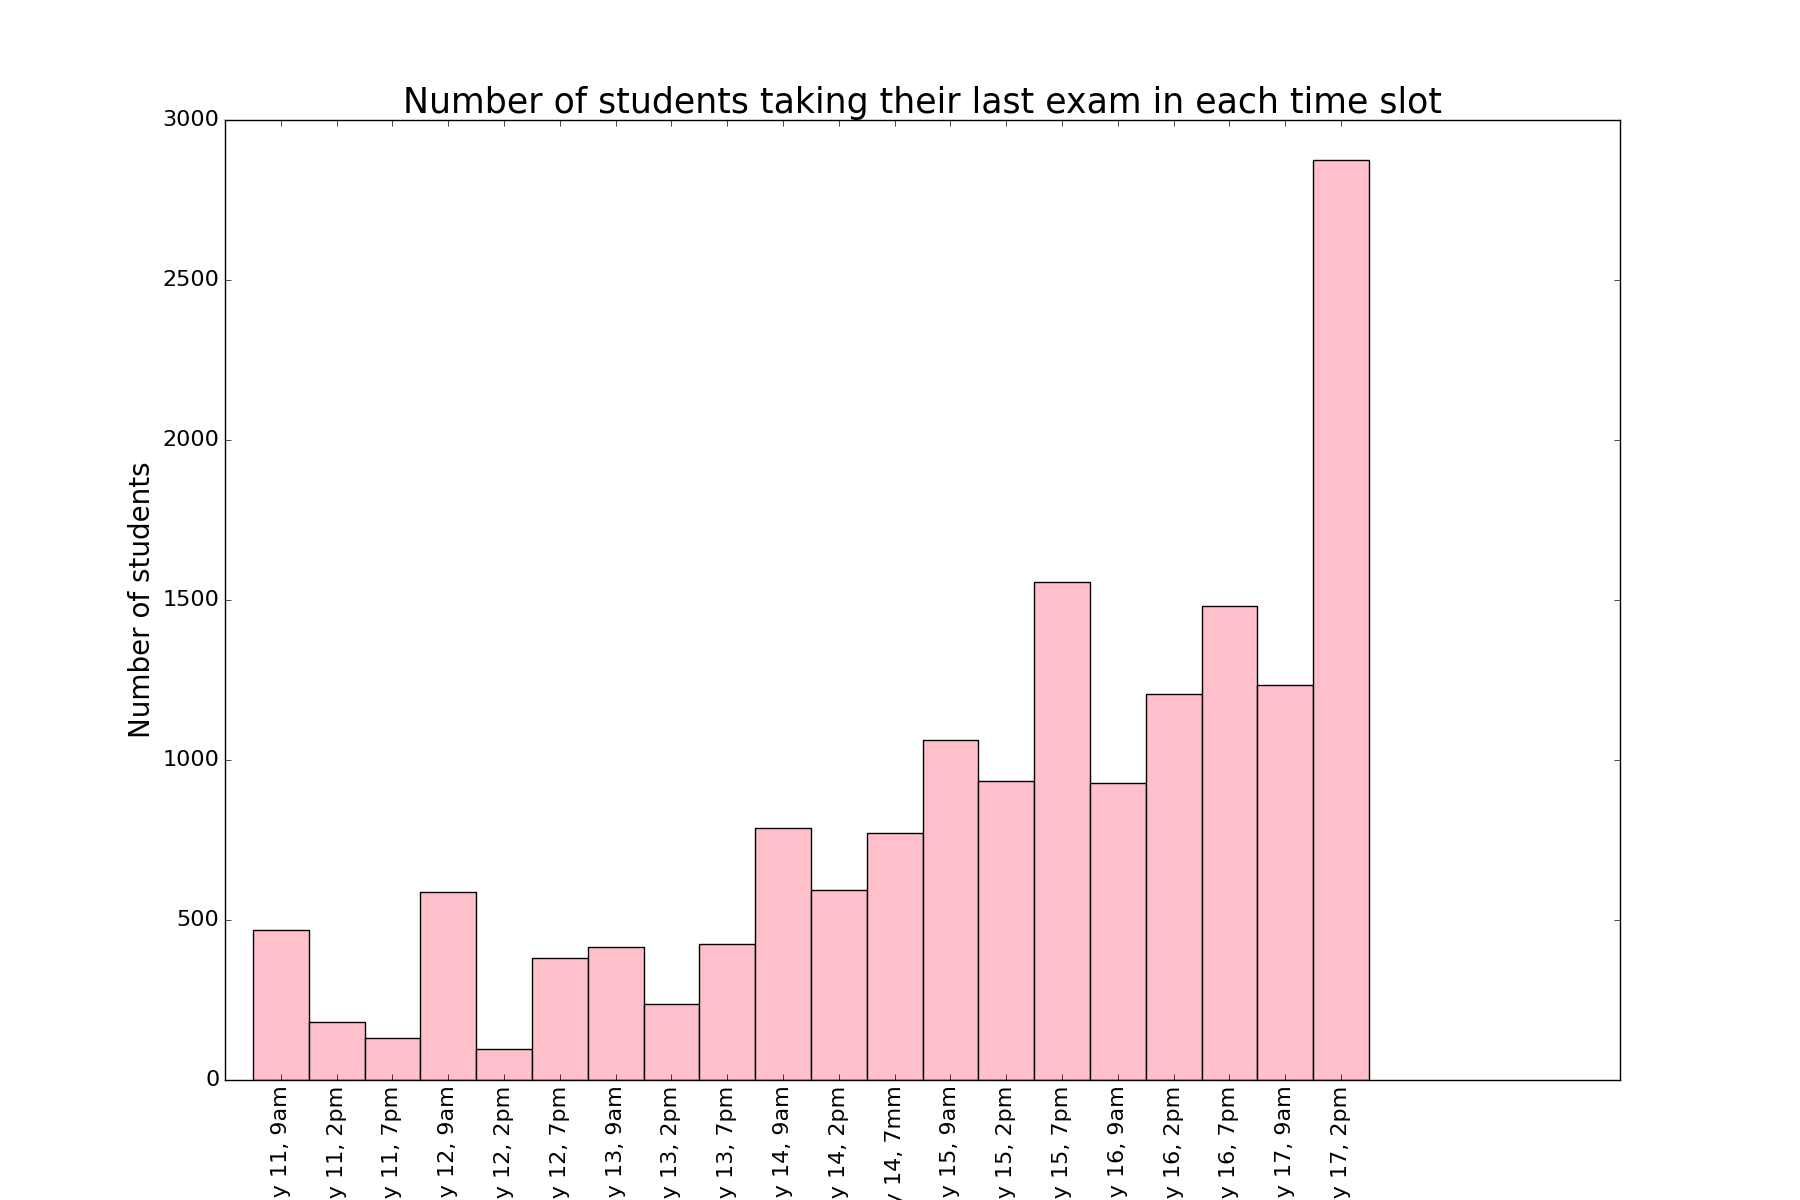 Number of students taking their last exam in each time slot
3000
2500
2000
1500
1000
500
0
Number of students
y 11, 9am
y 11, 2pm
y 11, 7pm
y 12, 9am
y 12, 2pm
y 12, 7pm
y 13, 9am
y 13, 2pm
y 13, 7pm
y 14, 9am
y 14, 2pm
y 14, 7mm
y 15, 9am
y 15, 2pm
y 15, 7pm
y 16, 9am
y 16, 2pm
y 16, 7pm
y 17, 9am
y 17, 2pm